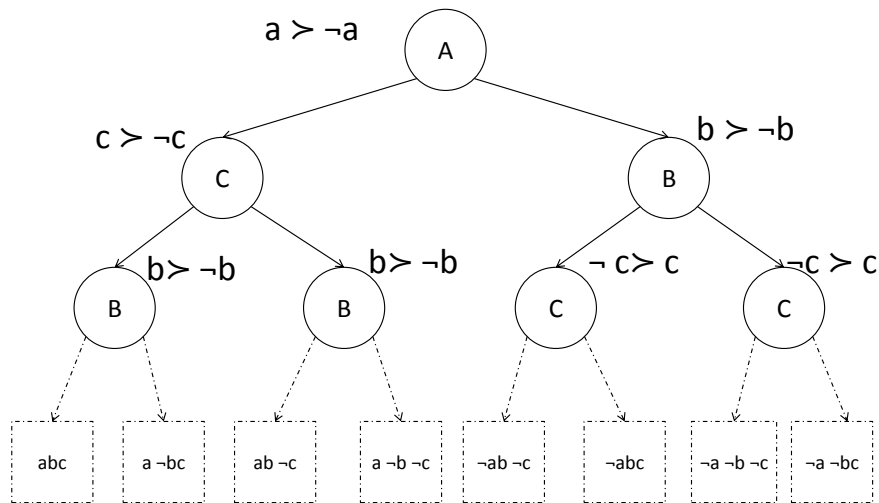 a ≻ ¬a
A
c ≻ ¬c
b ≻ ¬b
C
B
b≻ ¬b
b≻ ¬b
¬ c≻ c
¬c ≻ c
B
B
C
C
abc
a ¬bc
ab ¬c
a ¬b ¬c
¬ab ¬c
¬abc
¬a ¬b ¬c
¬a ¬bc